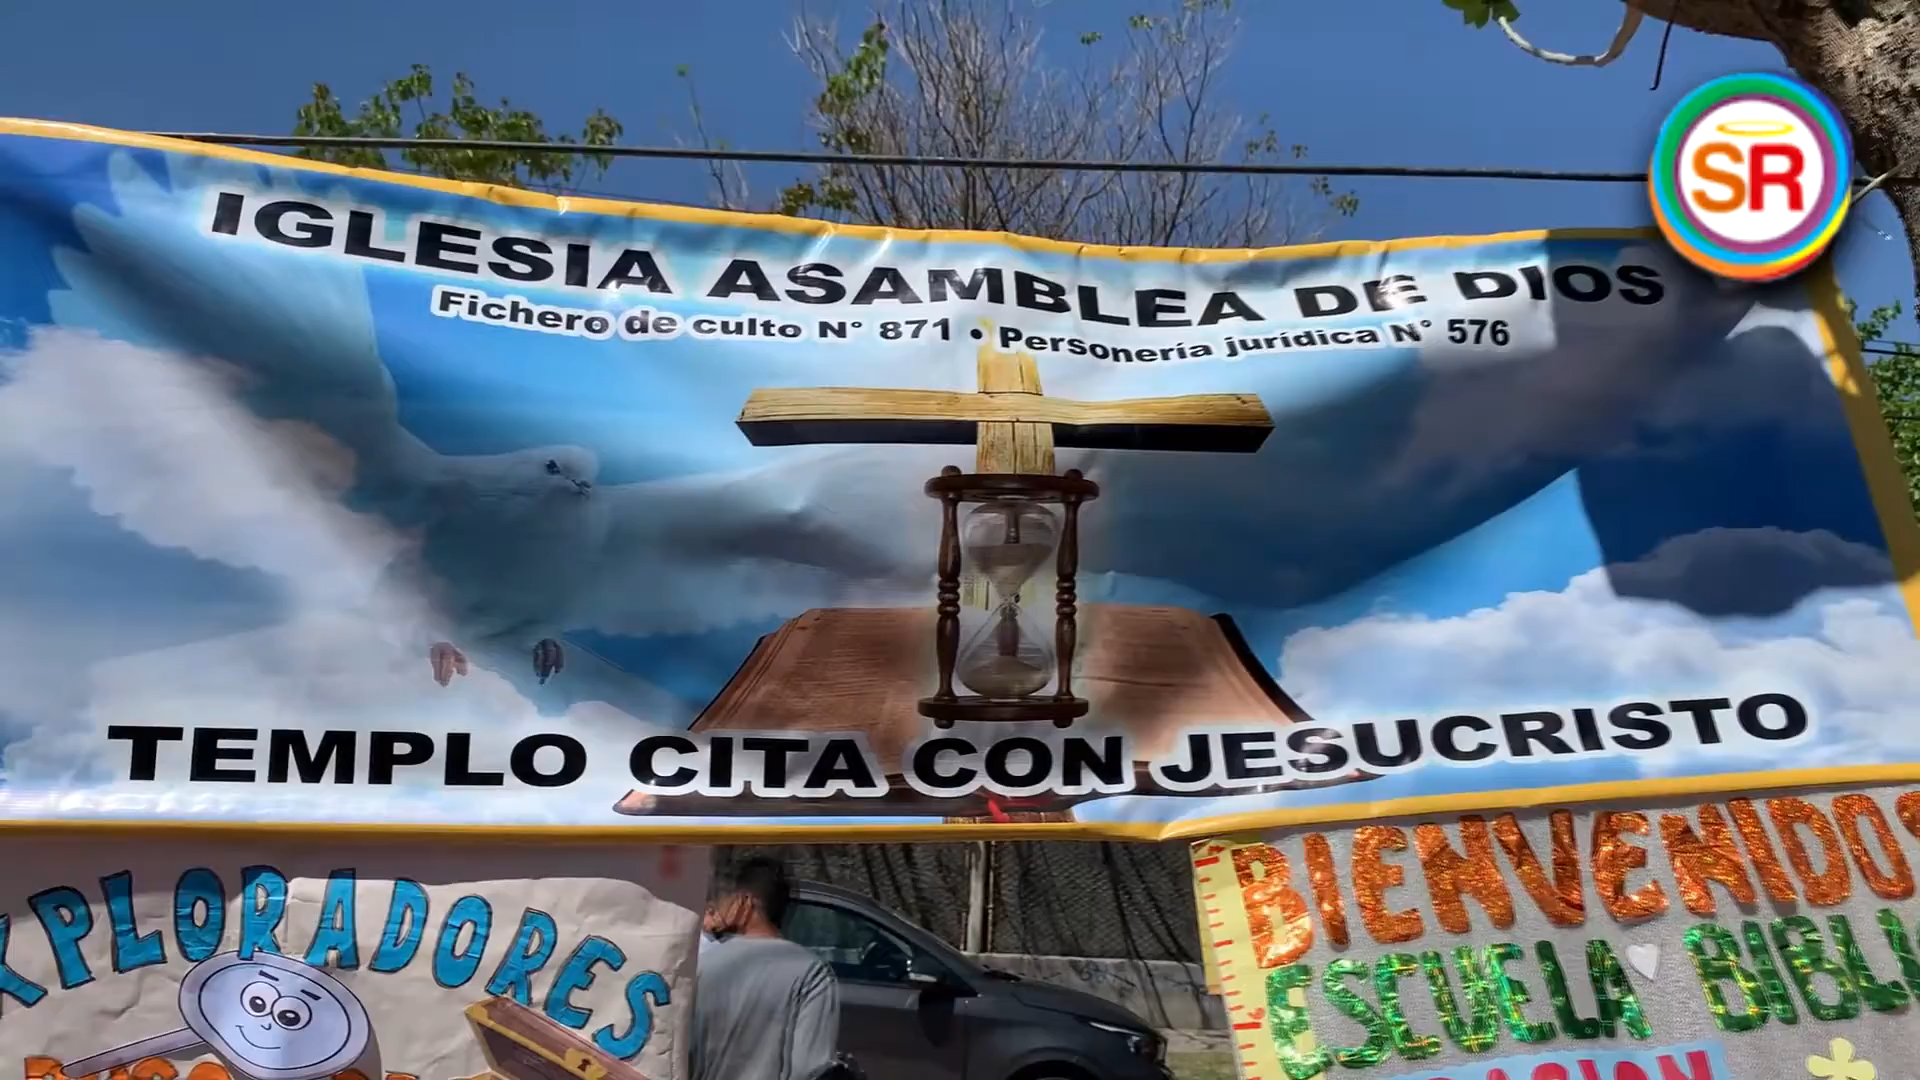 SR
IGLESIA ASAMBLEA DE DIOS
Fichero de culto N° 871 • Personería jurídica N° 576
TEMPLO CITA CON JESUCRISTO
XPLORADORES
BIENVENIDOS
ESCUELA BIBLI